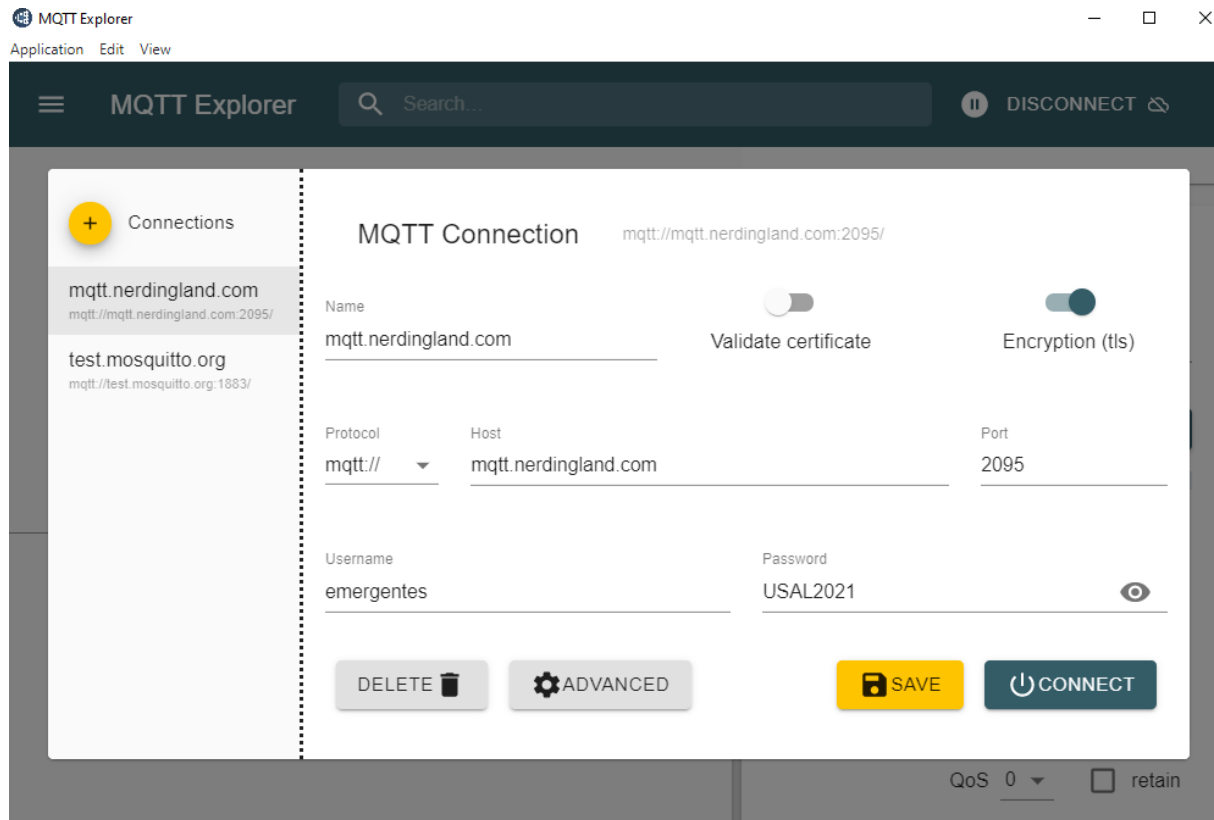 MQTT Explorer
Application Edit View
MQTT Explorer Search... DISCONNECT
+ Connections
mqtt.nerdingland.com
mqtt://mqtt.nerdingland.com:2095/
test.mosquitto.org
mqtt://test.mosquitto.org:1883/
MQTT Connection mqtt://mqtt.nerdingland.com:2095/
Name
mqtt.nerdingland.com
Validate certificate
Encryption (tls)
Protocol Host Port
mqtt:// mqtt.nerdingland.com 2095
Username Password
emergentes USAL2021
DELETE ADVANCED SAVE CONNECT
QoS 0 retain